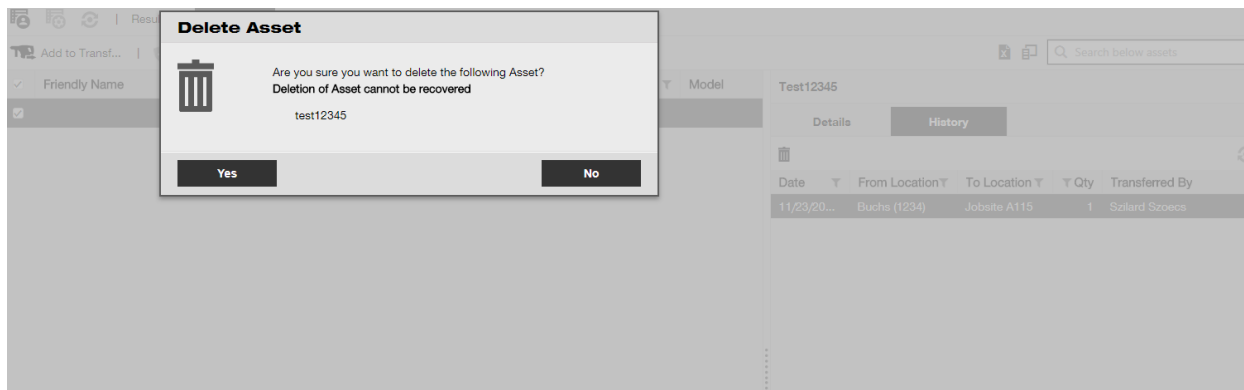 Resu
Delete Asset
Add to Transf...
Search below assets
Are you sure you want to delete the following Asset?
Deletion of Asset cannot be recovered
test12345
Yes
No
Friendly Name
Model
Test12345
Details
History
Date
From Location
To Location
Qty
Transferred By
11/23/20...
Buchs (1234)
Jobsite A115
1
Szilard Szoecs